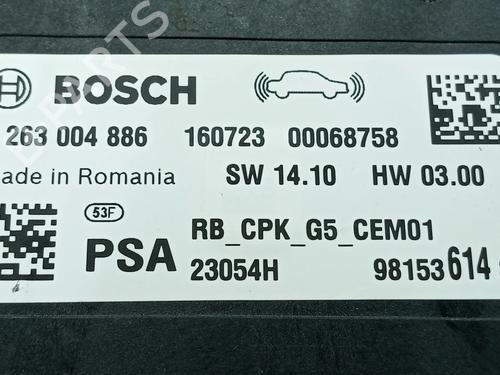 BOSCH
263 004 886 160723 00068758
ade in Romania SW 14.10 HW 03.00
53F
PSA RB_CPK_G5_CEM01
23054H 98153614